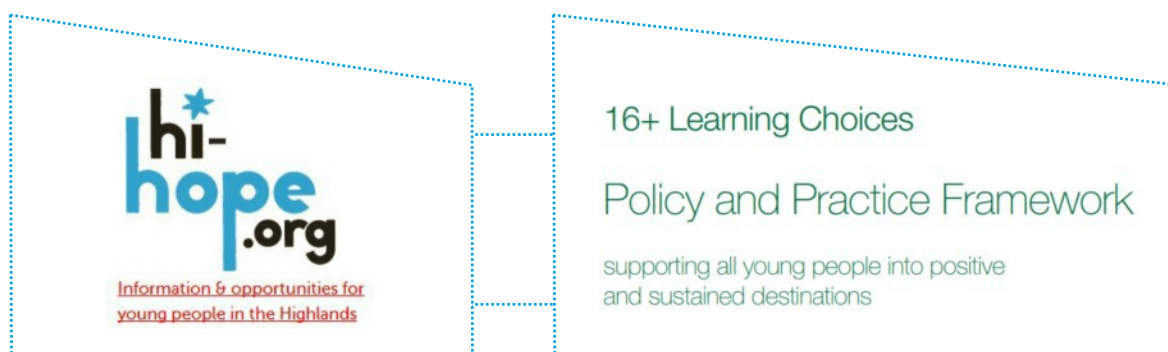 hi-
hope
.org
Information & opportunities for
young people in the Highlands
16+ Learning Choices
Policy and Practice Framework
supporting all young people into positive
and sustained destinations